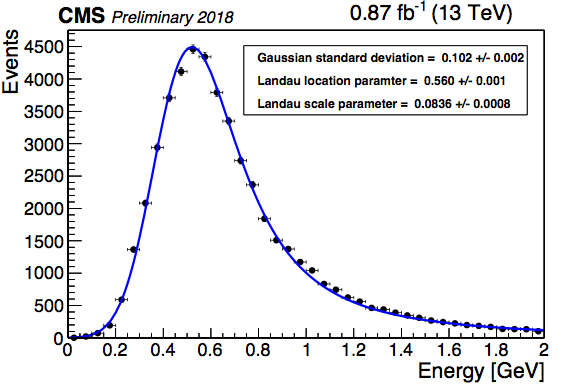 CMS Preliminary 2018 0.87 fb-1 (13 TeV)
Events
Gaussian standard deviation = 0.102 +/- 0.002
Landau location paramter = 0.560 +/- 0.001
Landau scale parameter = 0.0836 +/- 0.0008
4500
4000
3500
3000
2500
2000
1500
1000
500
0
0 0.2 0.4 0.6 0.8 1 1.2 1.4 1.6 1.8 2
Energy [GeV]